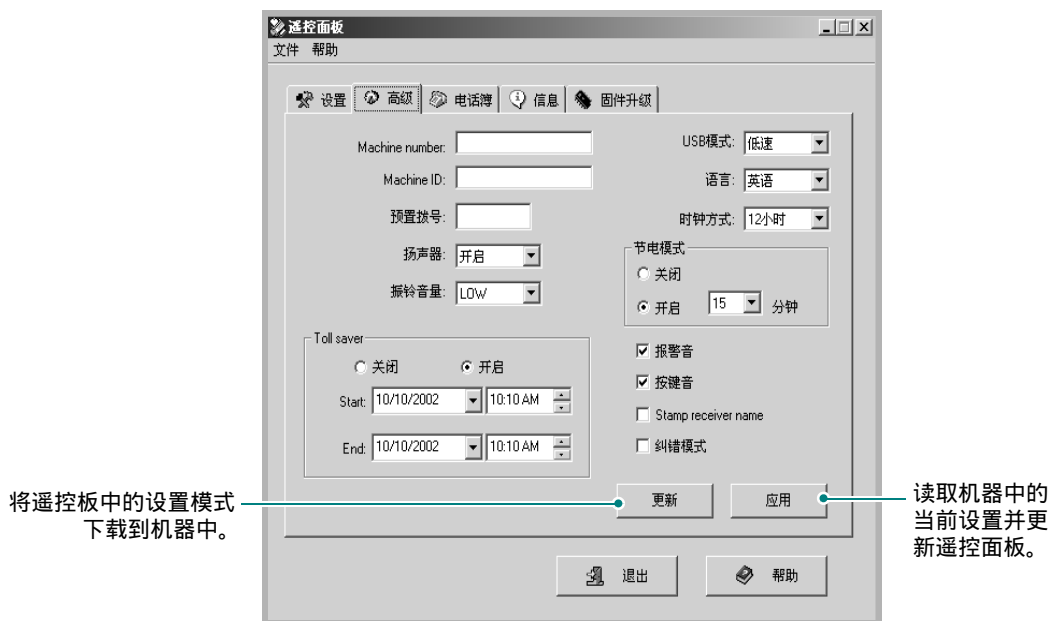 遥控面板
文件 帮助
设置 高级 电话簿 信息 固件升级
Machine number:
Machine ID:
预置拨号:
扬声器: 开启
振铃音量: LOW
USB模式: 低速
语言: 英语
时钟方式: 12小时
节电模式
关闭
开启 15 分钟
Toll saver
关闭 开启
Start: 10/10/2002 10:10 AM
End: 10/10/2002 10:10 AM
报警音
按键音
Stamp receiver name
纠错模式
更新 应用
退出 帮助
将遥控板中的设置模式
下载到机器中。
读取机器中的
当前设置并更
新遥控面板。